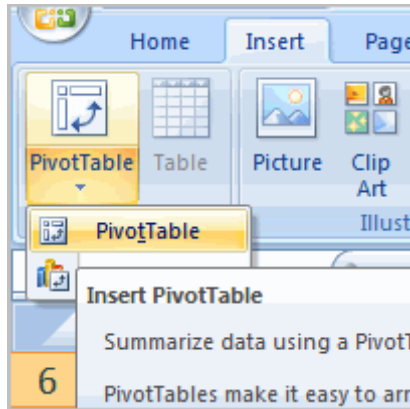 Home Insert Page
PivotTable Table Picture Clip Art
Illust
PivotTable
Insert PivotTable
Summarize data using a PivotT
6
PivotTables make it easy to arr